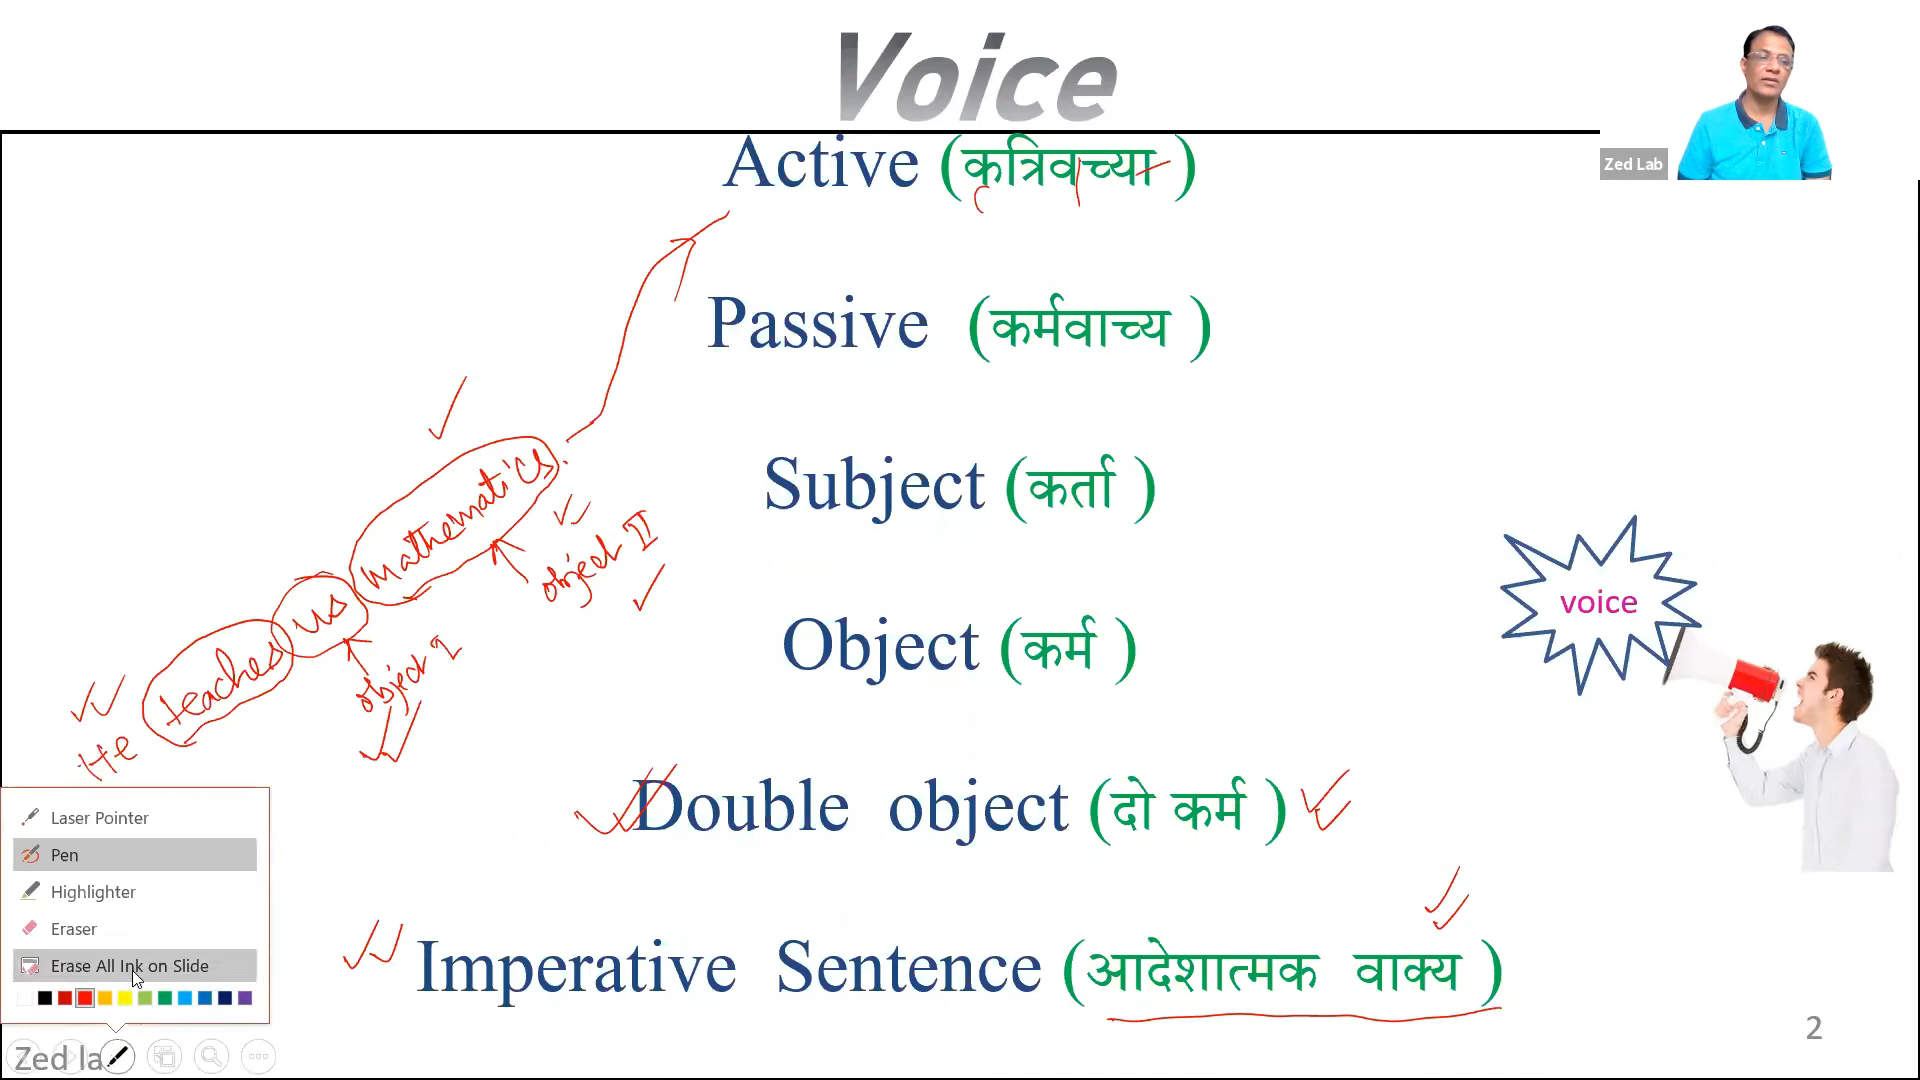 Voice
Zed Lab
Active (कृत्रिवच्या )
Passive (कर्मवाच्य )
Subject (कर्ता )
Object (कर्म )
Double object (दो कर्म )
Imperative Sentence (आदेशात्मक वाक्य )
voice
He teaches us mathematics.
object I
object II
Laser Pointer
Pen
Highlighter
Eraser
Erase All Ink on Slide
Zed la
2